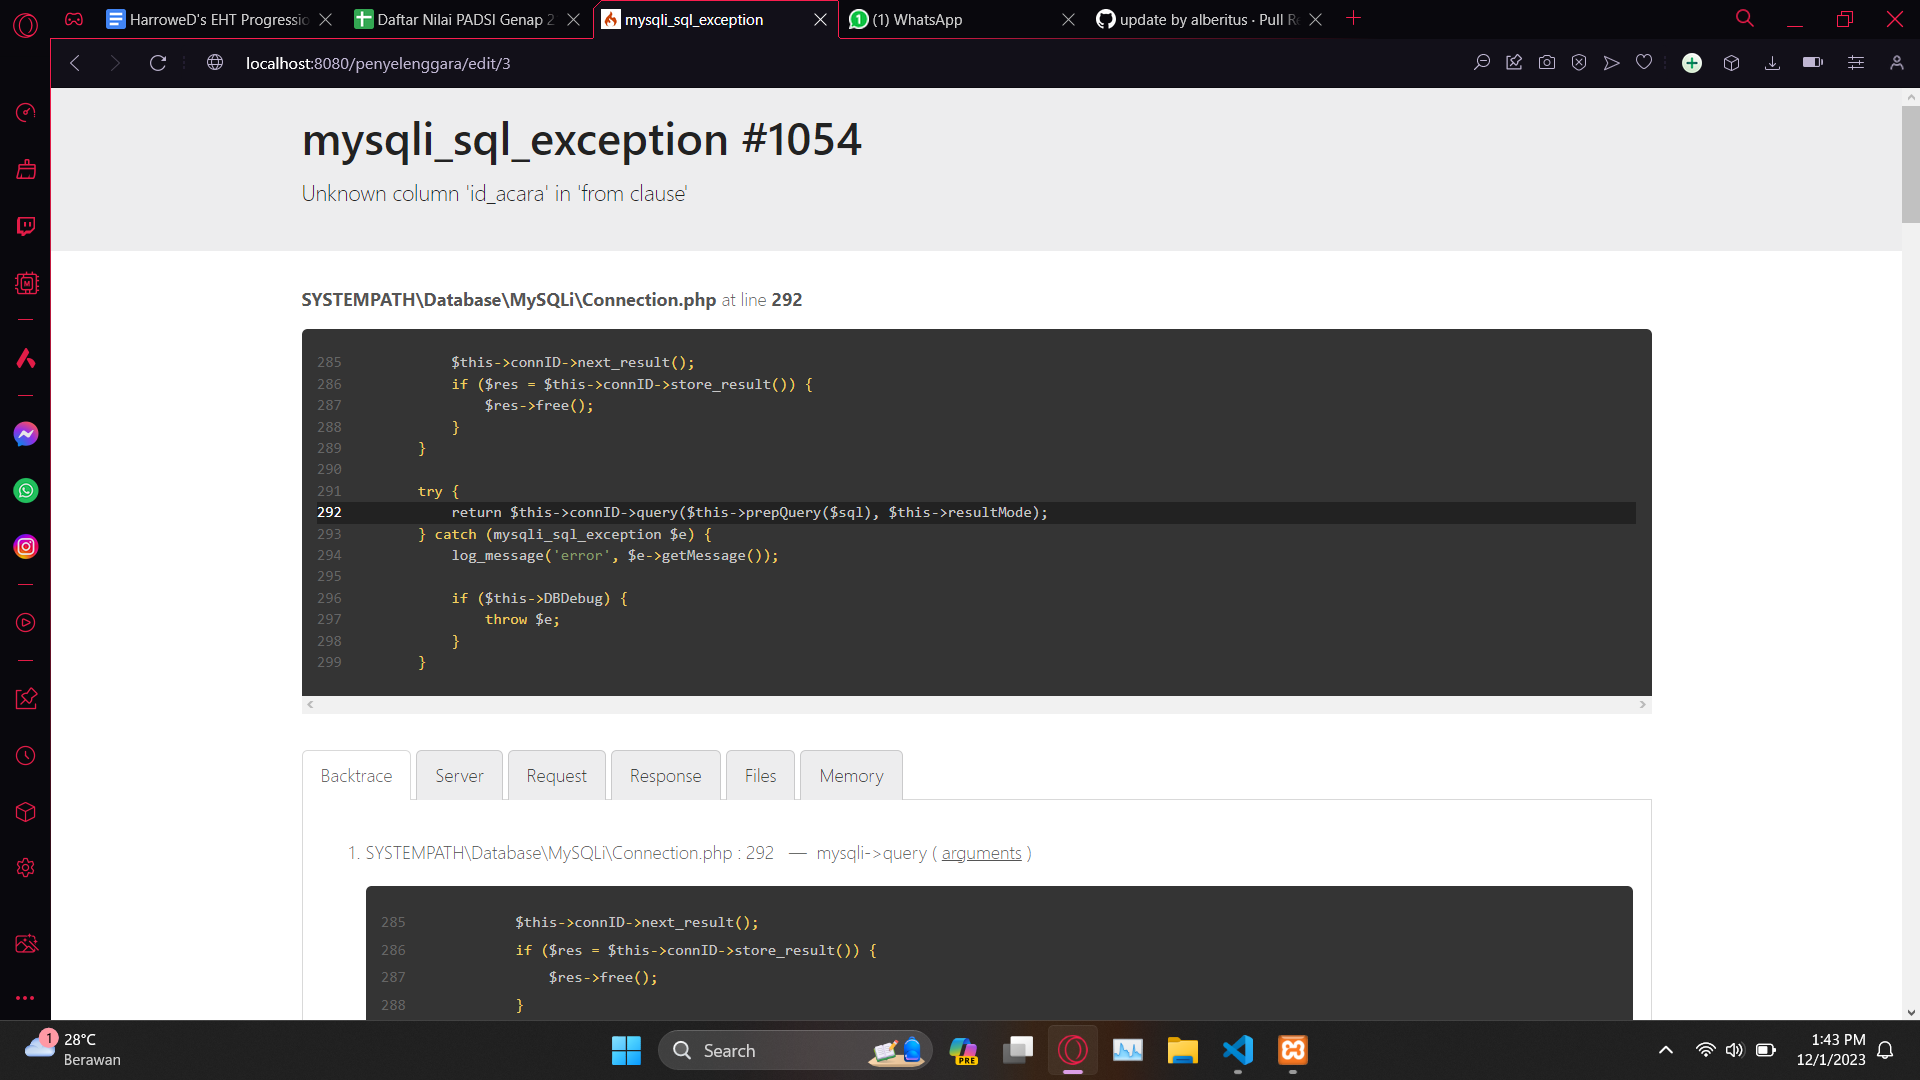 HarroweD's EHT Progressio
Daftar Nilai PADSI Genap 2
mysqli_sql_exception
(1) WhatsApp
update by alberitus · Pull Re
localhost:8080/penyelenggara/edit/3
mysqli_sql_exception #1054
Unknown column 'id_acara' in 'from clause'
SYSTEMPATH\Database\MySQLi\Connection.php at line 292
285 $this->connID->next_result();
286 if ($res = $this->connID->store_result()) {
287 $res->free();
288 }
289 }
290
291 try {
292 return $this->connID->query($this->prepQuery($sql), $this->resultMode);
293 } catch (mysqli_sql_exception $e) {
294 log_message('error', $e->getMessage());
295
296 if ($this->DBDebug) {
297 throw $e;
298 }
299 }
Backtrace
Server
Request
Response
Files
Memory
1. SYSTEMPATH\Database\MySQLi\Connection.php : 292 — mysqli->query ( arguments )
285 $this->connID->next_result();
286 if ($res = $this->connID->store_result()) {
287 $res->free();
288 }
1
28°C
Berawan
Search
PRE
1:43 PM
12/1/2023